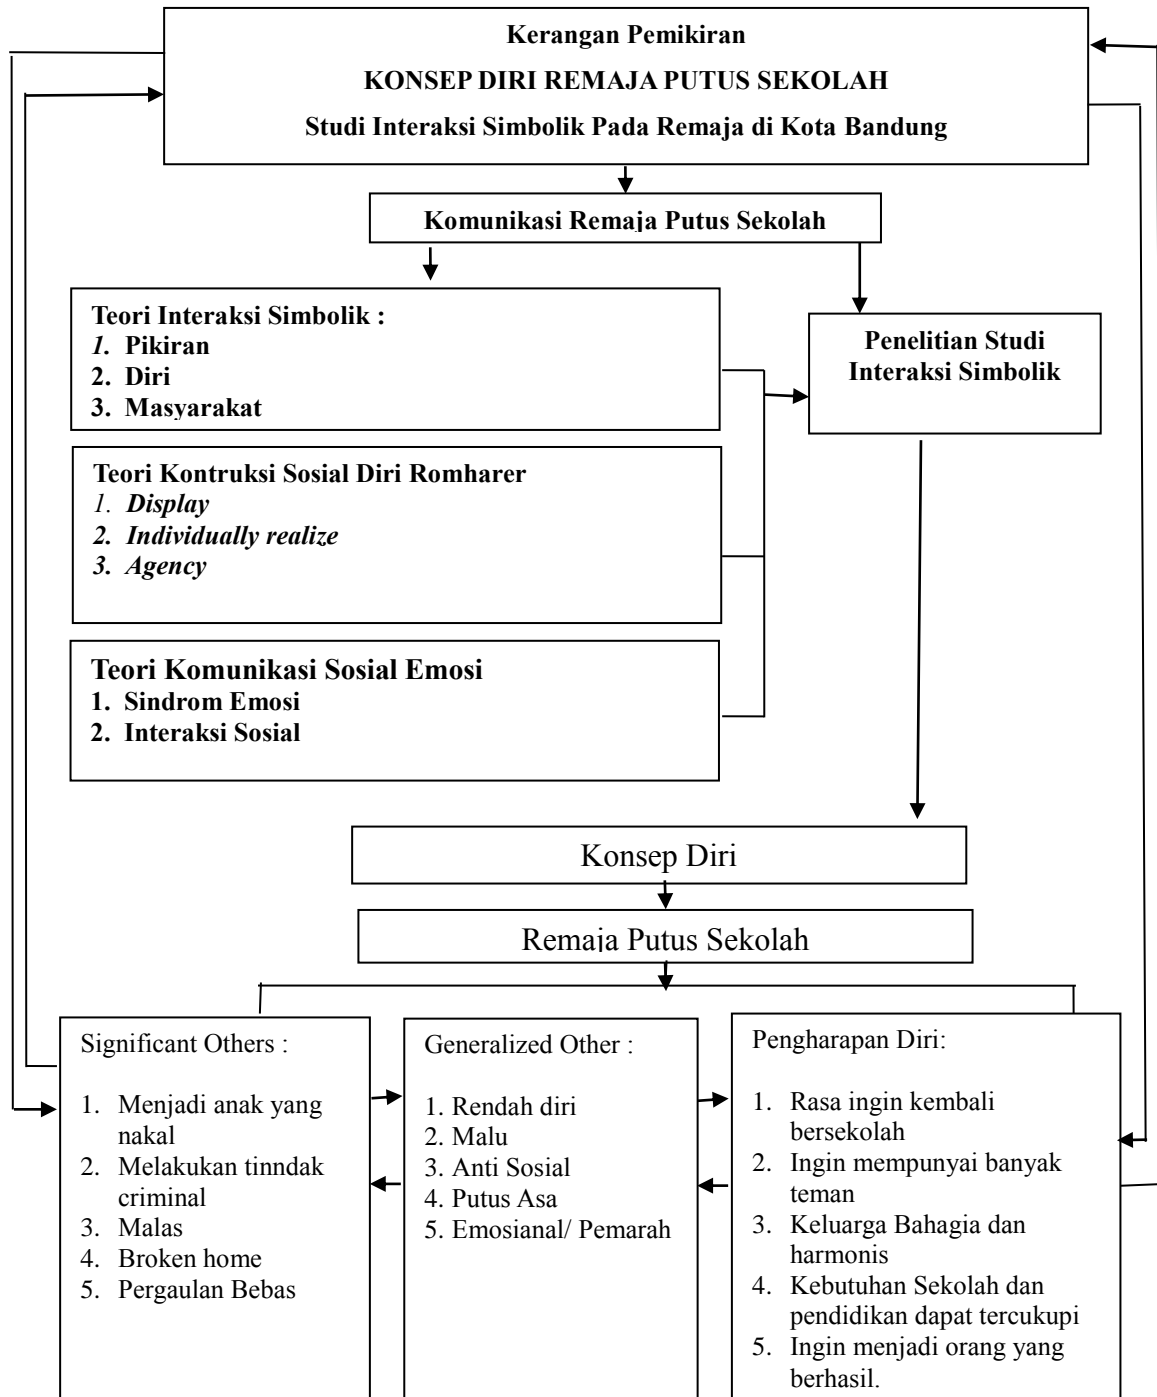 Kerangan Pemikiran
KONSEP DIRI REMAJA PUTUS SEKOLAH
Studi Interaksi Simbolik Pada Remaja di Kota Bandung
Komunikasi Remaja Putus Sekolah
Teori Interaksi Simbolik :
1. Pikiran
2. Diri
3. Masyarakat
Penelitian Studi
Interaksi Simbolik
Teori Kontruksi Sosial Diri Romharer
1. Display
2. Individually realize
3. Agency
Teori Komunikasi Sosial Emosi
1. Sindrom Emosi
2. Interaksi Sosial
Konsep Diri
Remaja Putus Sekolah
Significant Others :
1. Menjadi anak yang
nakal
2. Melakukan tinndak
criminal
3. Malas
4. Broken home
5. Pergaulan Bebas
Generalized Other :
1. Rendah diri
2. Malu
3. Anti Sosial
4. Putus Asa
5. Emosianal/ Pemarah
Pengharapan Diri:
1. Rasa ingin kembali
bersekolah
2. Ingin mempunyai banyak
teman
3. Keluarga Bahagia dan
harmonis
4. Kebutuhan Sekolah dan
pendidikan dapat tercukupi
5. Ingin menjadi orang yang
berhasil.